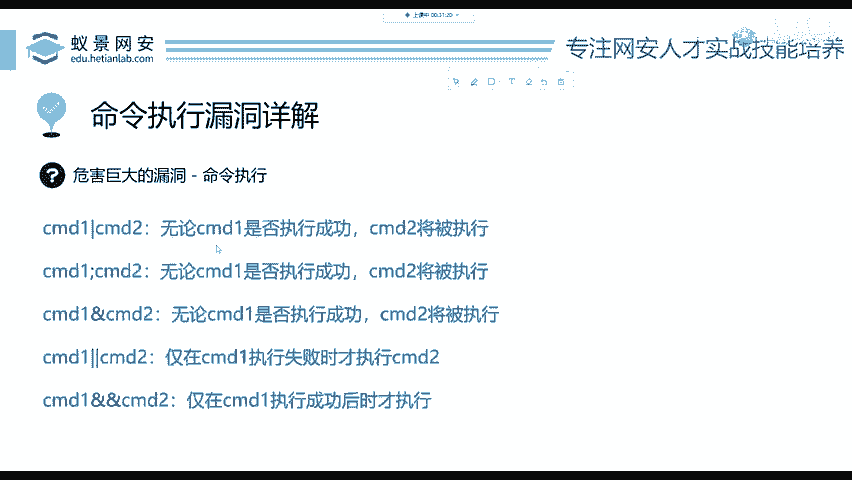 上课中 00:31:20
蚁景网安
edu.hetianlab.com
专注网安人才实战技能培养
命令执行漏洞详解
危害巨大的漏洞 - 命令执行
cmd1|cmd2：无论cmd1是否执行成功，cmd2将被执行
cmd1;cmd2：无论cmd1是否执行成功，cmd2将被执行
cmd1&cmd2：无论cmd1是否执行成功，cmd2将被执行
cmd1||cmd2：仅在cmd1执行失败时才执行cmd2
cmd1&&cmd2：仅在cmd1执行成功后时才执行